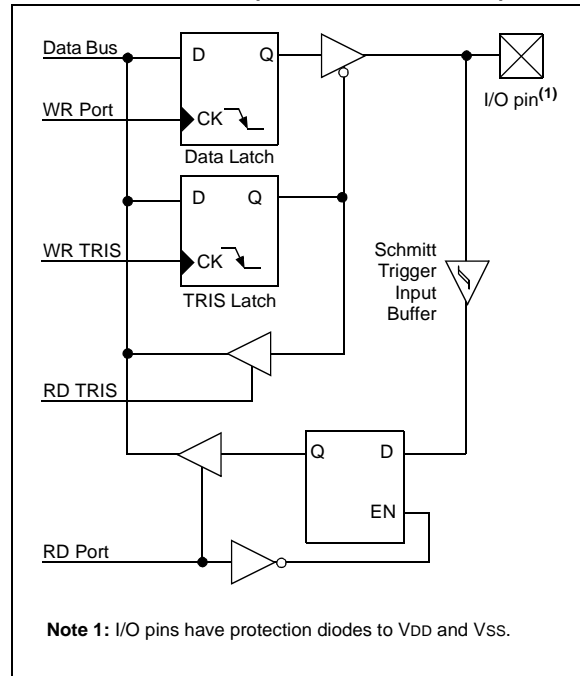 Data Bus
D Q
WR Port
CK
I/O pin(1)
Data Latch
D Q
WR TRIS
CK
TRIS Latch
Schmitt
Trigger
Input
Buffer
RD TRIS
Q D
EN
RD Port
Note 1: I/O pins have protection diodes to VDD and VSS.